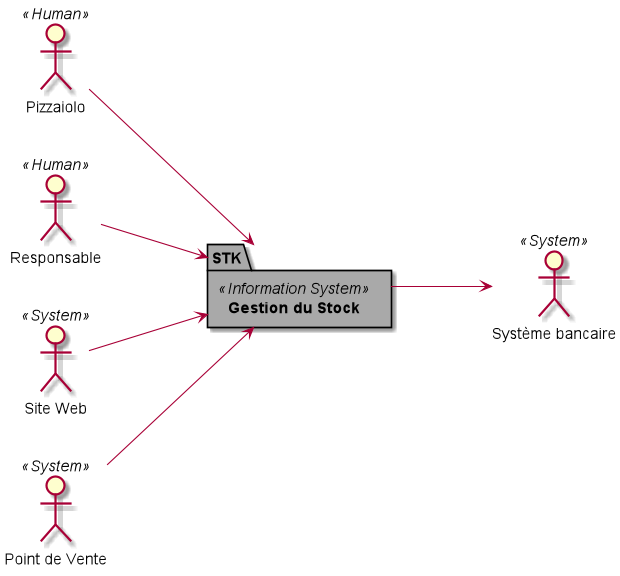 «Human»
Pizzaiolo
«Human»
Responsable
STK
«Information System»
Gestion du Stock
«System»
Système bancaire
«System»
Site Web
«System»
Point de Vente